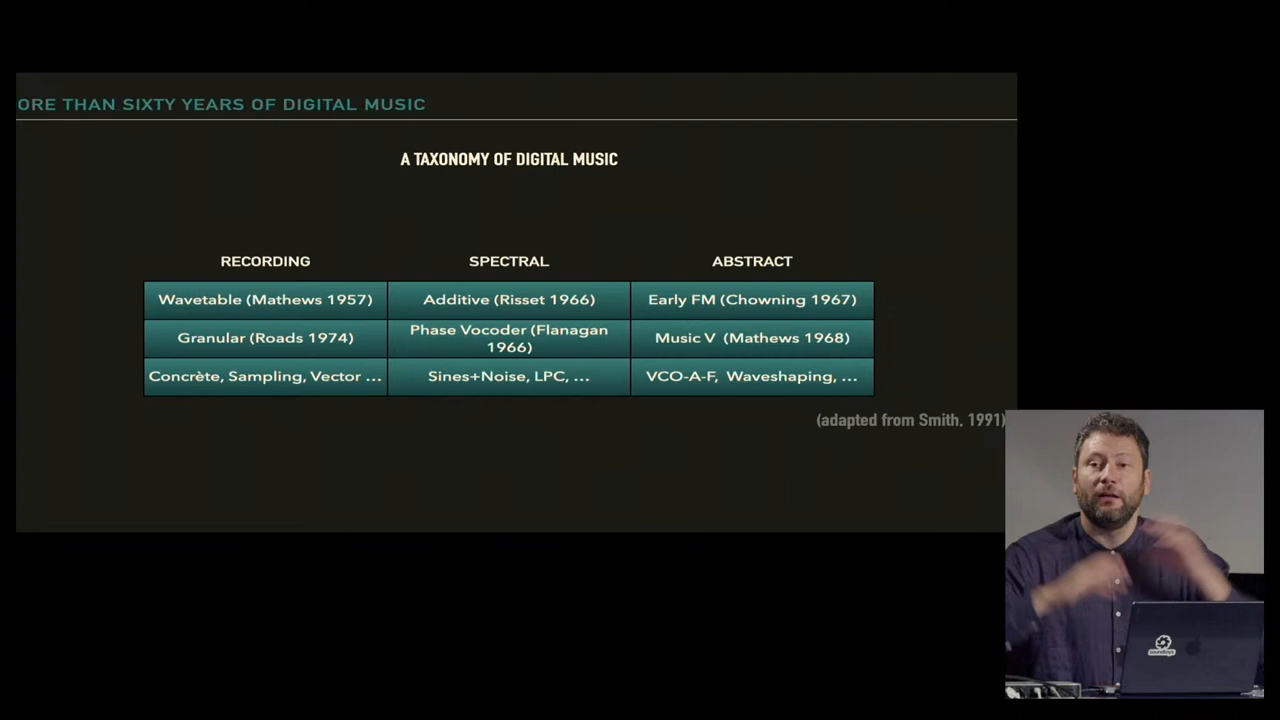 ORE THAN SIXTY YEARS OF DIGITAL MUSIC
A TAXONOMY OF DIGITAL MUSIC
RECORDING SPECTRAL ABSTRACT
Wavetable (Mathews 1957) Additive (Risset 1966) Early FM (Chowning 1967)
Granular (Roads 1974) Phase Vocoder (Flanagan
1966) Music V (Mathews 1968)
Concrète, Sampling, Vector ... Sines+Noise, LPC, ... VCO-A-F, Waveshaping, ...
(adapted from Smith, 1991)
soundtoys